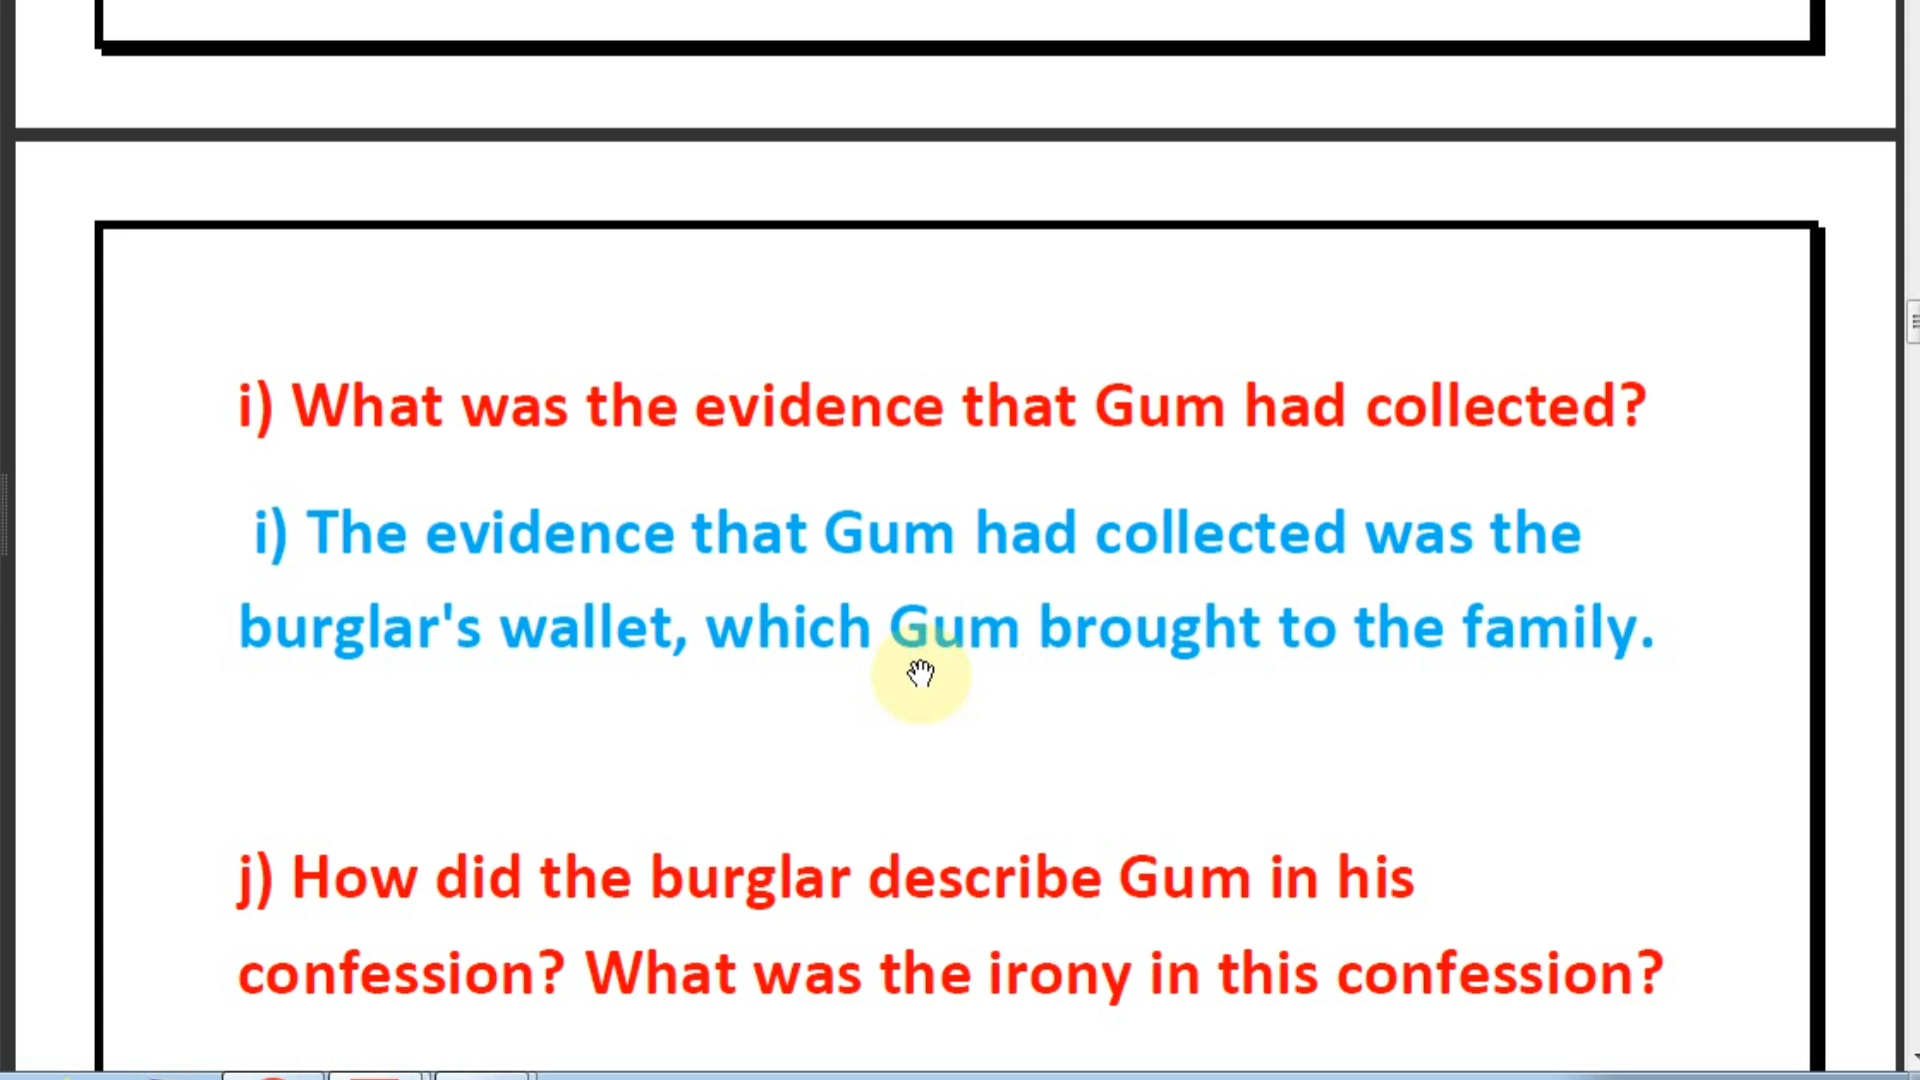 i) What was the evidence that Gum had collected?
i) The evidence that Gum had collected was the
burglar's wallet, which Gum brought to the family.
j) How did the burglar describe Gum in his
confession? What was the irony in this confession?